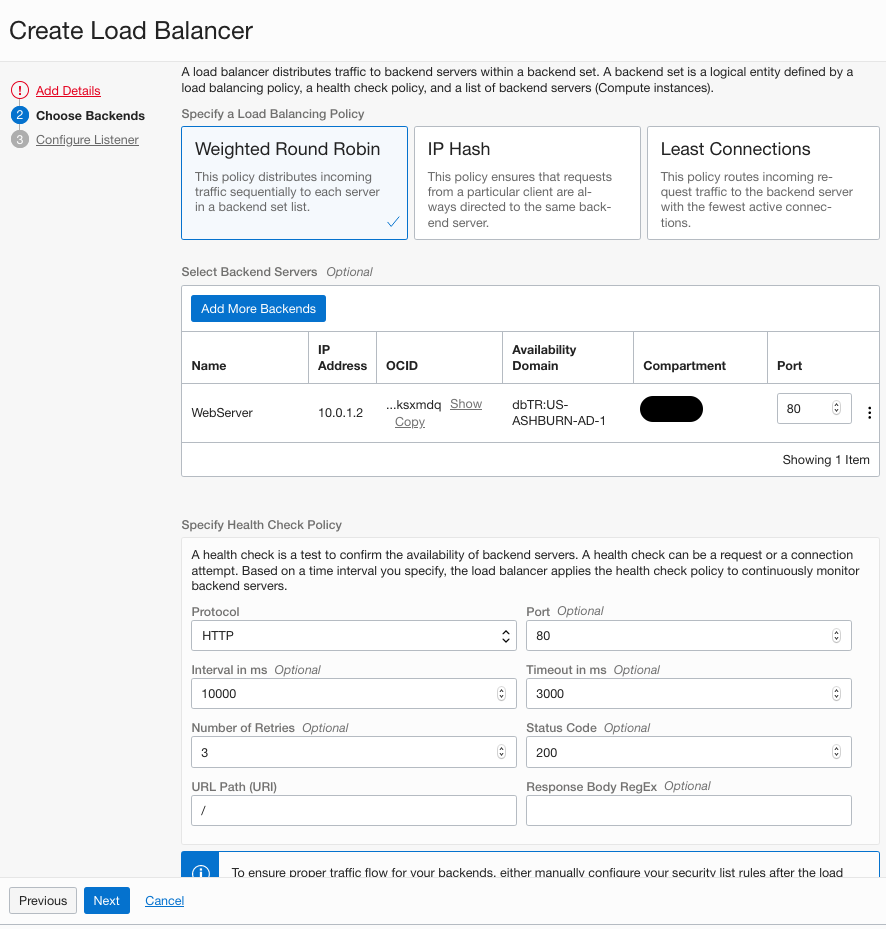 Create Load Balancer
! Add Details
2 Choose Backends
3 Configure Listener
A load balancer distributes traffic to backend servers within a backend set. A backend set is a logical entity defined by a
load balancing policy, a health check policy, and a list of backend servers (Compute instances).
Specify a Load Balancing Policy
Weighted Round Robin
This policy distributes incoming
traffic sequentially to each server
in a backend set list.
IP Hash
This policy ensures that requests
from a particular client are al-
ways directed to the same back-
end server.
Least Connections
This policy routes incoming re-
quest traffic to the backend server
with the fewest active connec-
tions.
Select Backend Servers Optional
Add More Backends
Name
IP
Address
OCID
Availability
Domain
Compartment
Port
WebServer
10.0.1.2
...ksxmdq Show
Copy
dbTR:US-
ASHBURN-AD-1
80
Showing 1 Item
Specify Health Check Policy
A health check is a test to confirm the availability of backend servers. A health check can be a request or a connection
attempt. Based on a time interval you specify, the load balancer applies the health check policy to continuously monitor
backend servers.
Protocol
HTTP
Port Optional
80
Interval in ms Optional
10000
Timeout in ms Optional
3000
Number of Retries Optional
3
Status Code Optional
200
URL Path (URI)
/
Response Body RegEx Optional
To ensure proper traffic flow for your backends, either manually configure your security list rules after the load
Previous
Next
Cancel